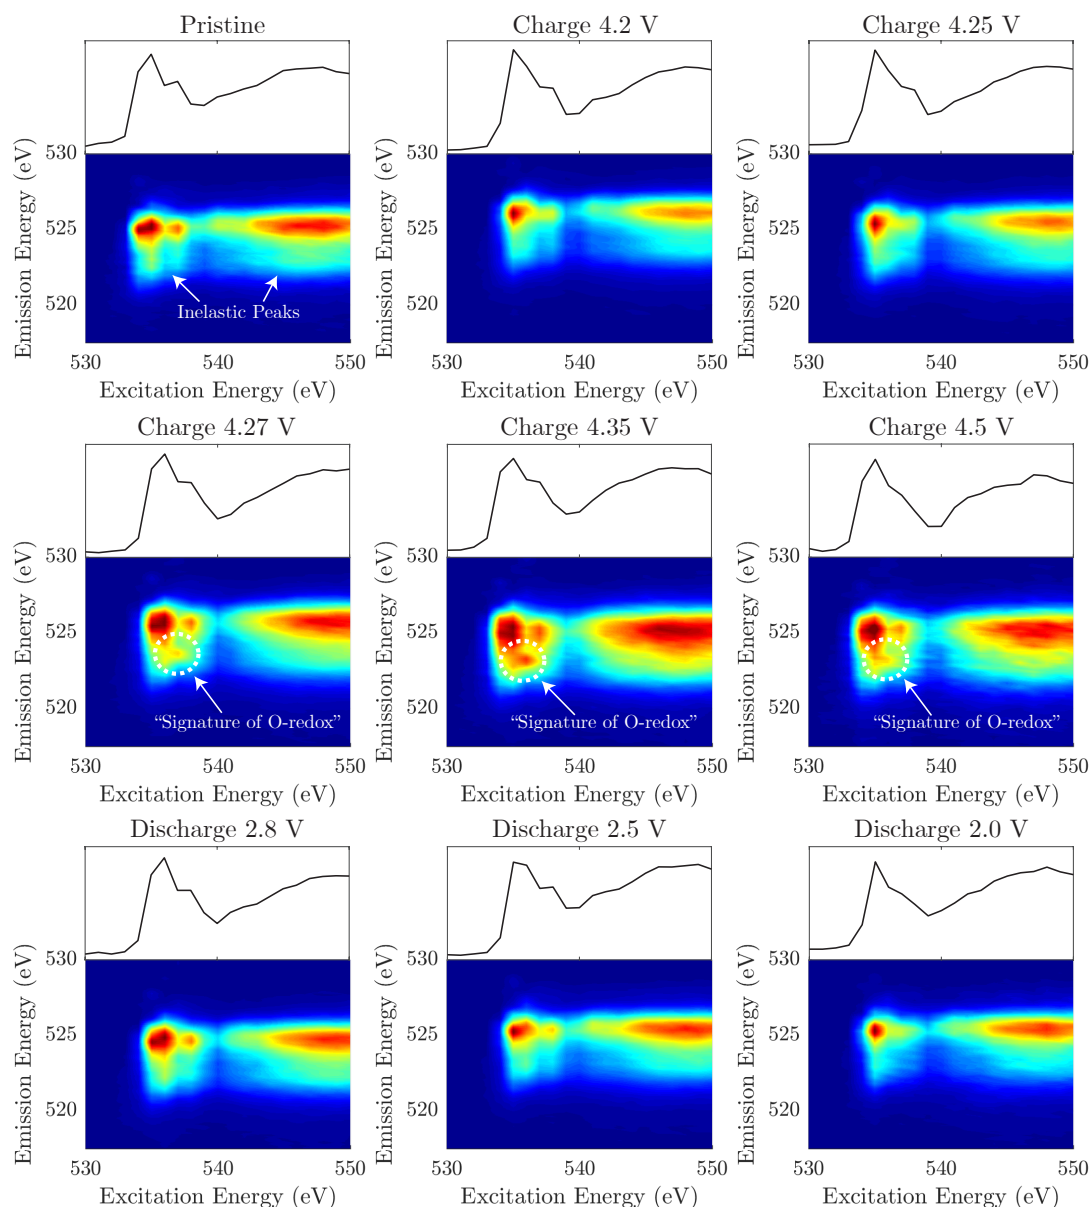 Pristine
Charge 4.2 V
Charge 4.25 V
530
525
520
Emission Energy (eV)
Inelastic Peaks
530
540
550
Excitation Energy (eV)
530
525
520
Emission Energy (eV)
530
540
550
Excitation Energy (eV)
530
525
520
Emission Energy (eV)
530
540
550
Excitation Energy (eV)
Charge 4.27 V
Charge 4.35 V
Charge 4.5 V
530
525
520
Emission Energy (eV)
“Signature of O-redox”
530
540
550
Excitation Energy (eV)
530
525
520
Emission Energy (eV)
“Signature of O-redox”
530
540
550
Excitation Energy (eV)
530
525
520
Emission Energy (eV)
“Signature of O-redox”
530
540
550
Excitation Energy (eV)
Discharge 2.8 V
Discharge 2.5 V
Discharge 2.0 V
530
525
520
Emission Energy (eV)
530
540
550
Excitation Energy (eV)
530
525
520
Emission Energy (eV)
530
540
550
Excitation Energy (eV)
530
525
520
Emission Energy (eV)
530
540
550
Excitation Energy (eV)